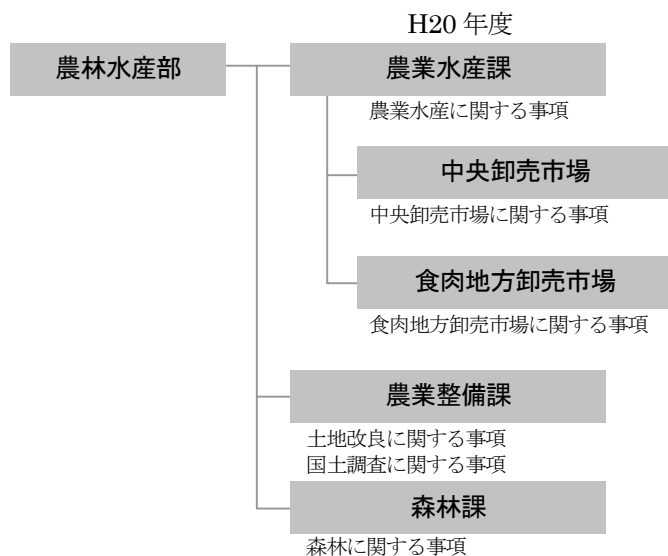 H20 年度
農林水産部
農業水産課
農業水産に関する事項
中央卸売市場
中央卸売市場に関する事項
食肉地方卸売市場
食肉地方卸売市場に関する事項
農業整備課
土地改良に関する事項
国土調査に関する事項
森林課
森林に関する事項